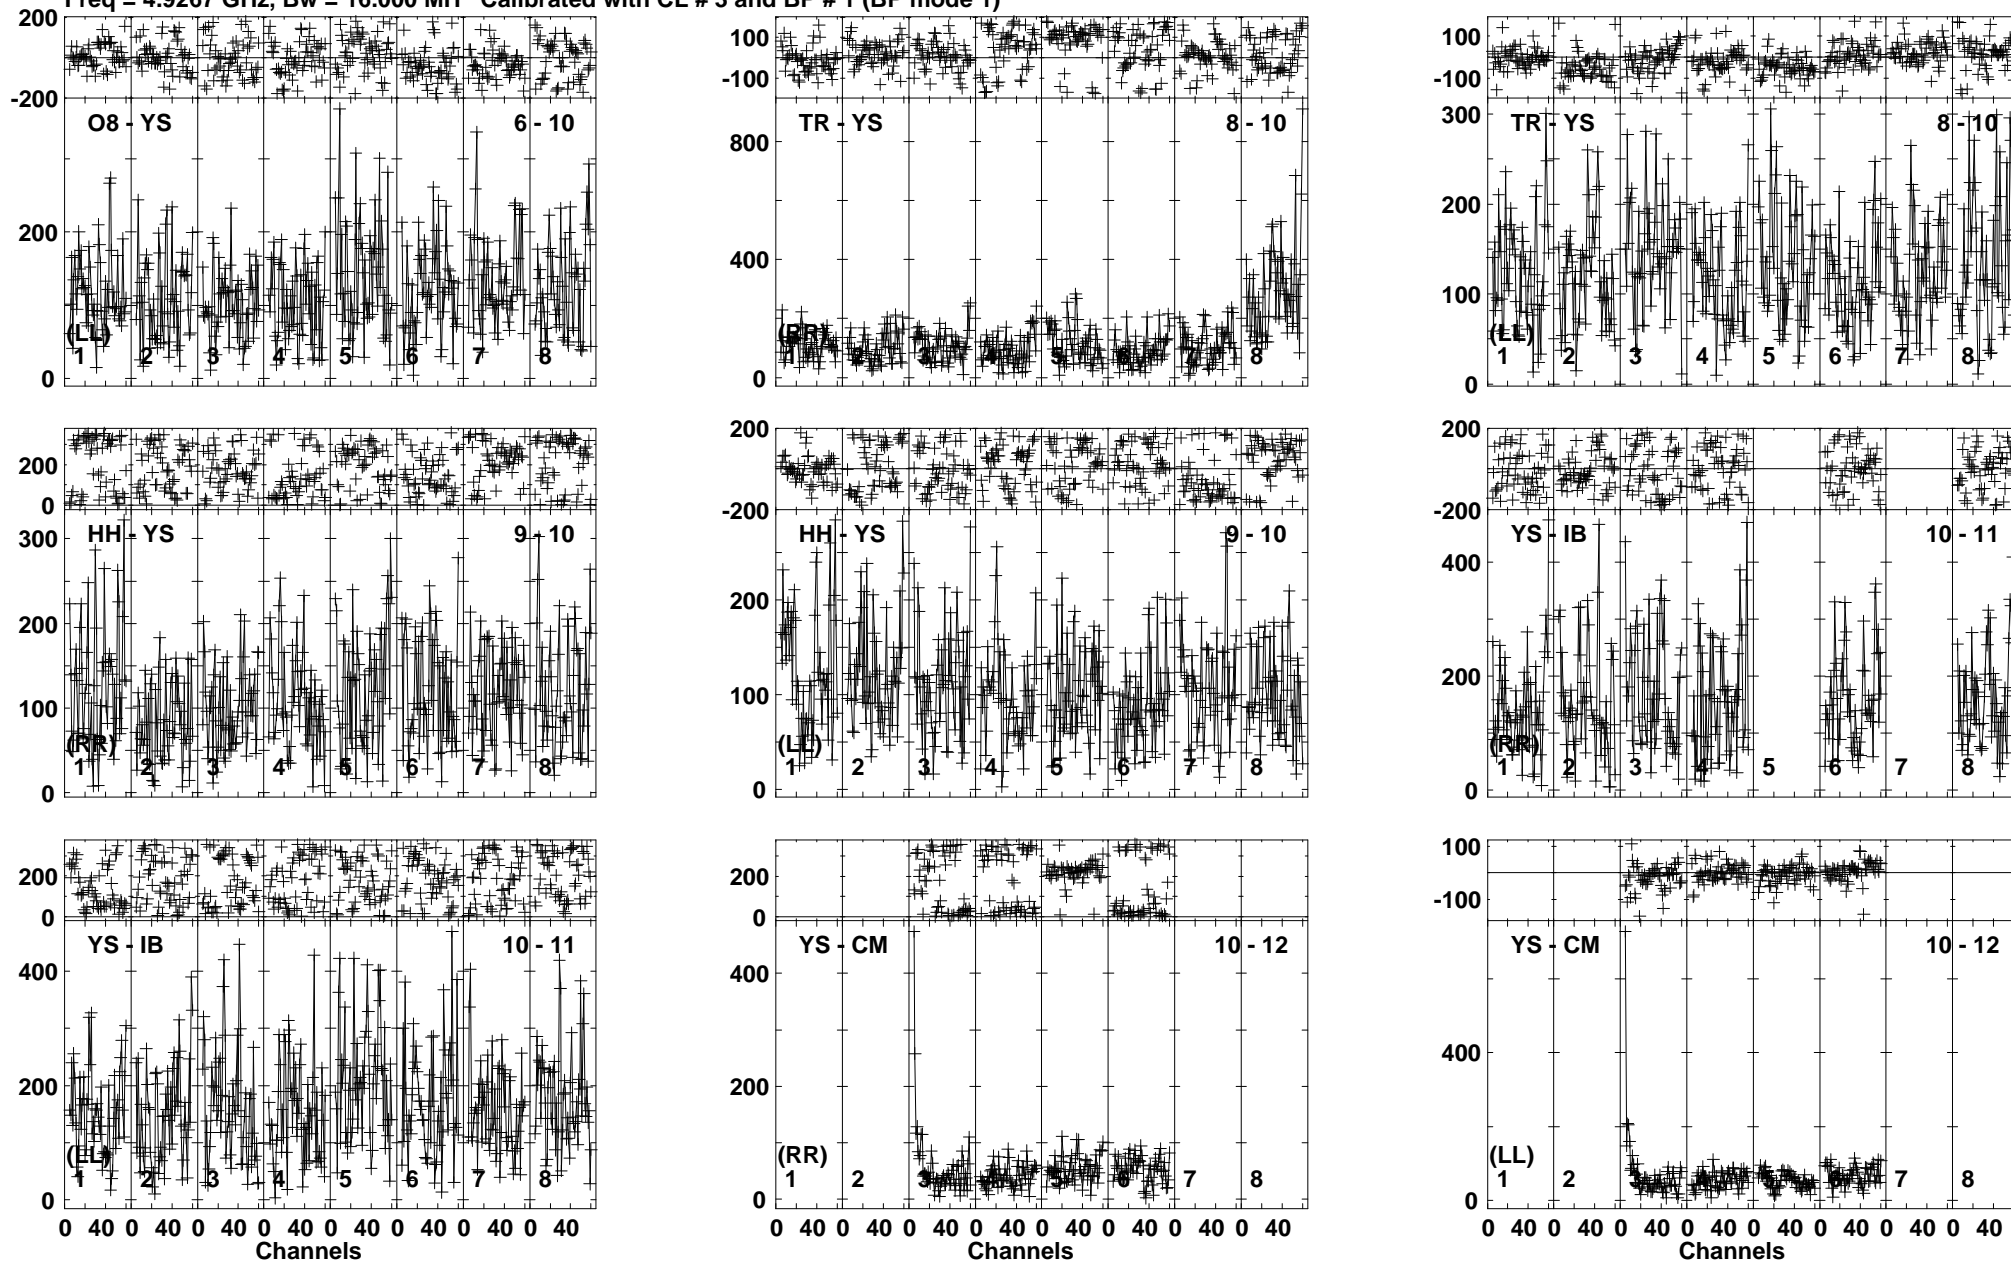 Freq = 4.9267 GHz, Bw = 16.000 MH Calibrated with CL # 3 and BP # 1 (BP mode 1)
200 100 100
-200 -100 -100
O8 - YS 6 - 10 TR - YS 8 - 10 TR - YS 8 - 10
300
800
200 200
400
100
(LL) (RR) (LL)
1 2 3 4 5 6 7 8 1 2 3 4 5 6 7 8 1 2 3 4 5 6 7 8
0 0 0
200 200 200
0 -200 -200
HH - YS 9 - 10 HH - YS 9 - 10 YS - IB 10 - 11
300
400
200 200
200
100 100
(RR) (LL) (RR)
1 2 3 4 5 6 7 8 1 2 3 4 5 6 7 8 1 2 3 4 5 6 7 8
0 0 0
200 200 100
0 0 -100
YS - IB 10 - 11 YS - CM 10 - 12 YS - CM 10 - 12
400 400
400
200 200
(LL) (RR) (LL)
1 2 3 4 5 6 7 8 1 2 3 4 5 6 7 8 1 2 3 4 5 6 7 8
0 0 0
0 40 0 40 0 40 0 40 0 40 0 40 0 40 0 40 0 40 0 40 0 40 0 40 0 40 0 40 0 40 0 40 0 40 0 40 0 40 0 40 0 40 0 40 0 40 0 40
Channels Channels Channels